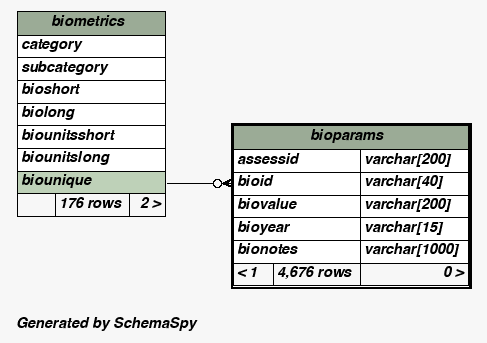 biometrics
category
subcategory
bioshort
biolong
biounitsshort
biounitslong
biounique
176 rows 2 >
bioparams
assessid varchar[200]
bioid varchar[40]
biovalue varchar[200]
bioyear varchar[15]
bionotes varchar[1000]
< 1 4,676 rows 0 >
Generated by SchemaSpy